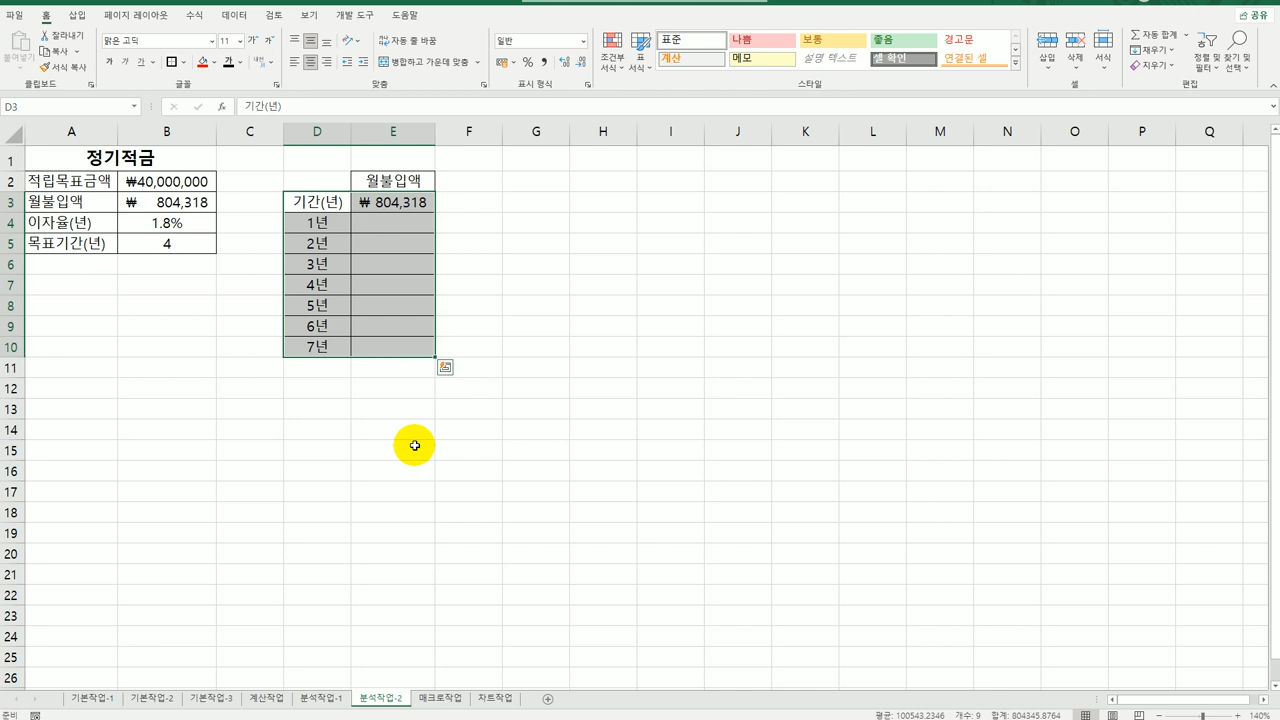 파일 홈 삽입 페이지 레이아웃 수식 데이터 검토 보기 개발 도구 도움말 공유
붙여넣기 잘라내기 복사 서식 복사 클립보드
맑은 고딕 11 가 가 가 가 가 가 가 글꼴
자동 줄 바꿈 병합하고 가운데 맞춤 맞춤
일반 % 표시 형식
조건부 서식 표 서식 표준 나쁨 보통 좋음 경고문
계산 메모 설명 텍스트 셀 확인 연결된 셀 스타일
삽입 삭제 서식 셀
자동 합계 채우기 지우기 정렬 및 필터 찾기 및 선택 편집
D3 fx 기간(년)
A B C D E F G H I J K L M N O P Q
1 정기적금
2 적립목표금액 ₩40,000,000 월불입액
3 월불입액 ₩ 804,318 기간(년) ₩ 804,318
4 이자율(년) 1.8% 1년
5 목표기간(년) 4 2년
6 3년
7 4년
8 5년
9 6년
10 7년
11
12
13
14
15
16
17
18
19
20
21
22
23
24
25
26
기본작업-1 기본작업-2 기본작업-3 계산작업 분석작업-1 분석작업-2 매크로작업 차트작업
준비 평균: 100543.2346 개수: 9 합계: 804345.8764 140%